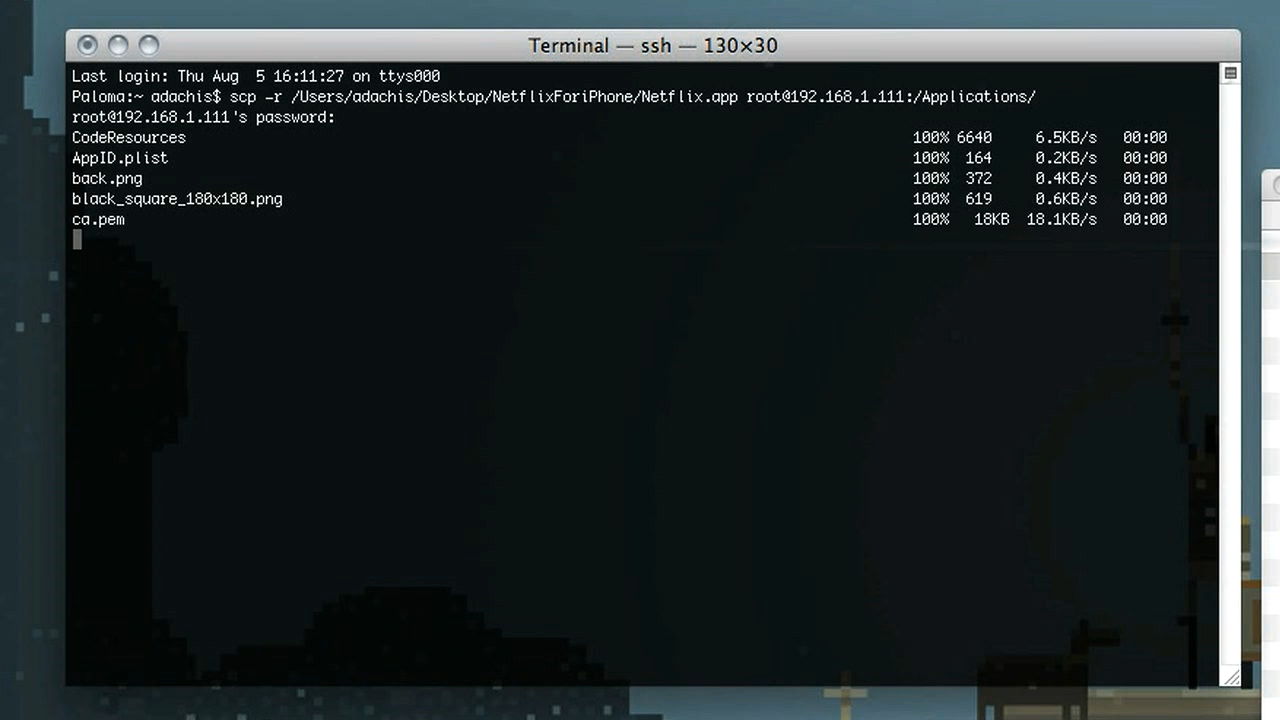 Terminal — ssh — 130×30
Last login: Thu Aug  5 16:11:27 on ttys000
Paloma:~ adachis$ scp -r /Users/adachis/Desktop/NetflixForiPhone/Netflix.app root@192.168.1.111:/Applications/
root@192.168.1.111's password:
CodeResources 100% 6640 6.5KB/s 00:00
AppID.plist 100% 164 0.2KB/s 00:00
back.png 100% 372 0.4KB/s 00:00
black_square_180x180.png 100% 619 0.6KB/s 00:00
ca.pem 100% 18KB 18.1KB/s 00:00